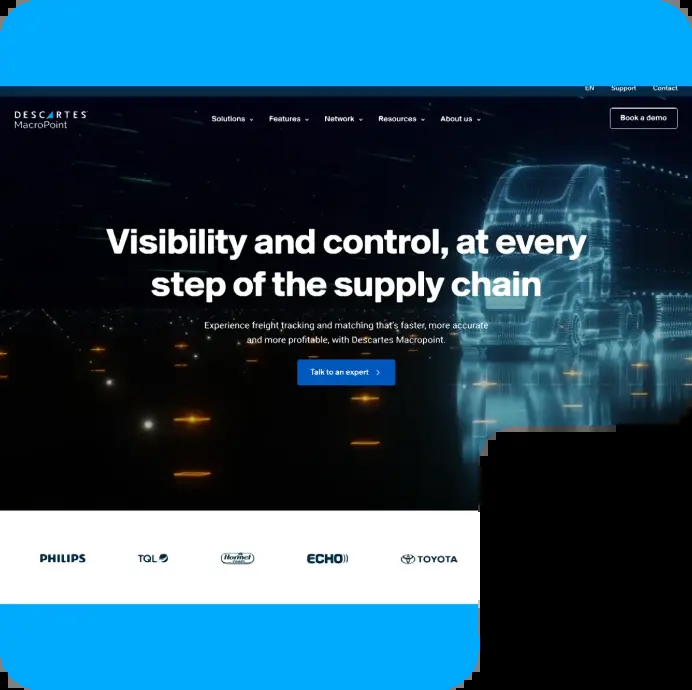 EN Support Contact
DESCARTES
MacroPoint
Solutions Features Network Resources About us Book a demo
Visibility and control, at every
step of the supply chain
Experience freight tracking and matching that's faster, more accurate
and more profitable, with Descartes Macropoint.
Talk to an expert
PHILIPS TQL Hormel ECHO TOYOTA